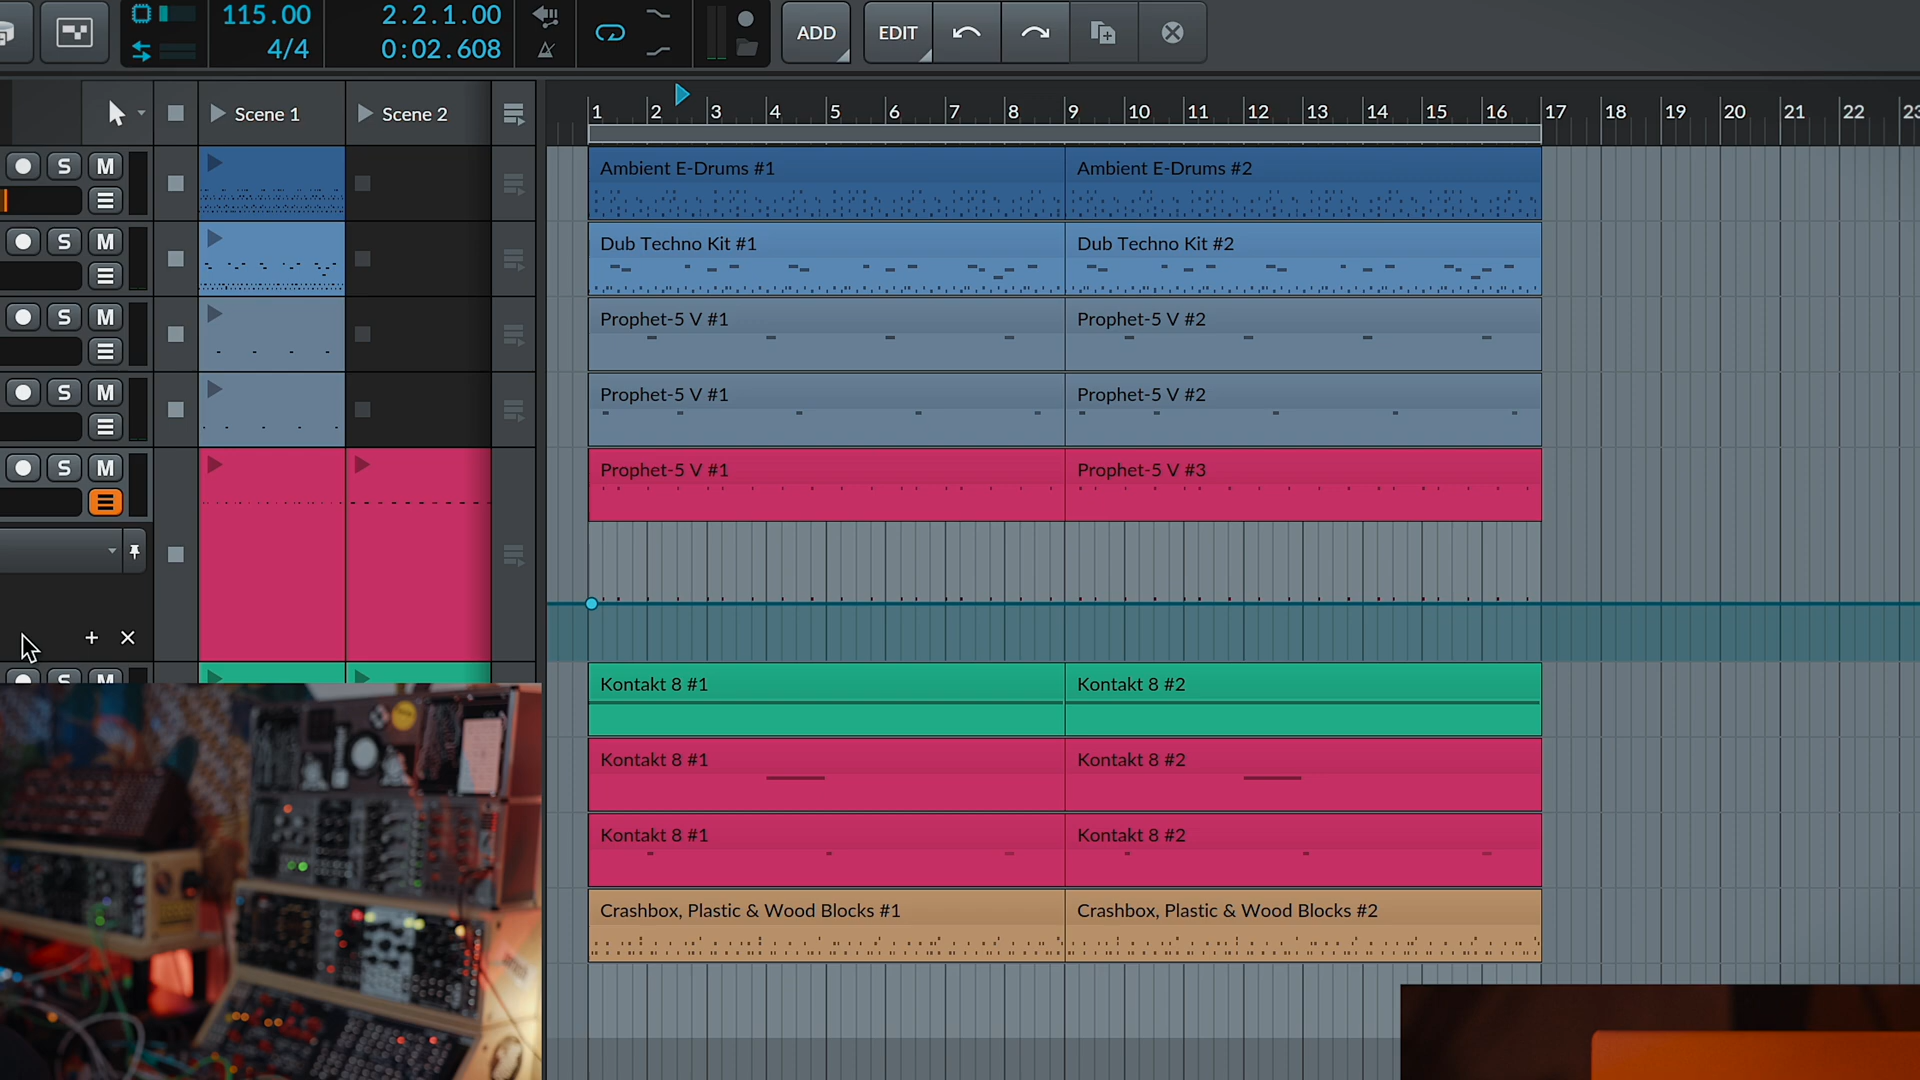 115.00
4/4
2.2.1.00
0:02.608
ADD
EDIT
Scene 1
Scene 2
1 2 3 4 5 6 7 8 9 10 11 12 13 14 15 16 17 18 19 20 21 22 23
S M
Ambient E-Drums #1
Ambient E-Drums #2
S M
Dub Techno Kit #1
Dub Techno Kit #2
S M
Prophet-5 V #1
Prophet-5 V #2
S M
Prophet-5 V #1
Prophet-5 V #2
S M
Prophet-5 V #1
Prophet-5 V #3
S M
Kontakt 8 #1
Kontakt 8 #2
Kontakt 8 #1
Kontakt 8 #2
Kontakt 8 #1
Kontakt 8 #2
Crashbox, Plastic & Wood Blocks #1
Crashbox, Plastic & Wood Blocks #2